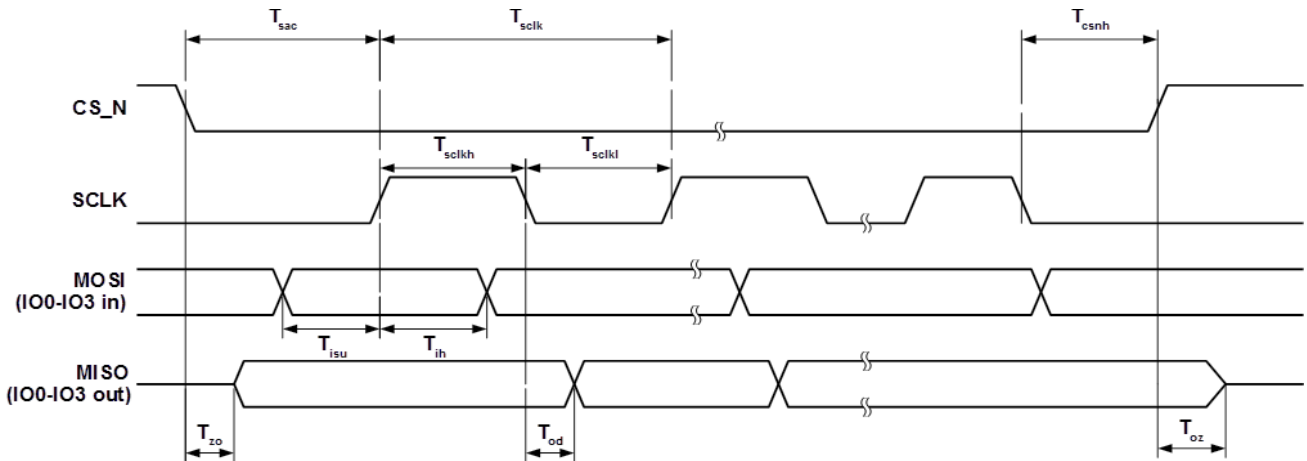 Tsac
Tsclk
Tcsnh
CS_N
Tsclkh
Tsclkl
SCLK
MOSI
(IO0-IO3 in)
Tisu
Tih
MISO
(IO0-IO3 out)
Tzo
Tod
Toz